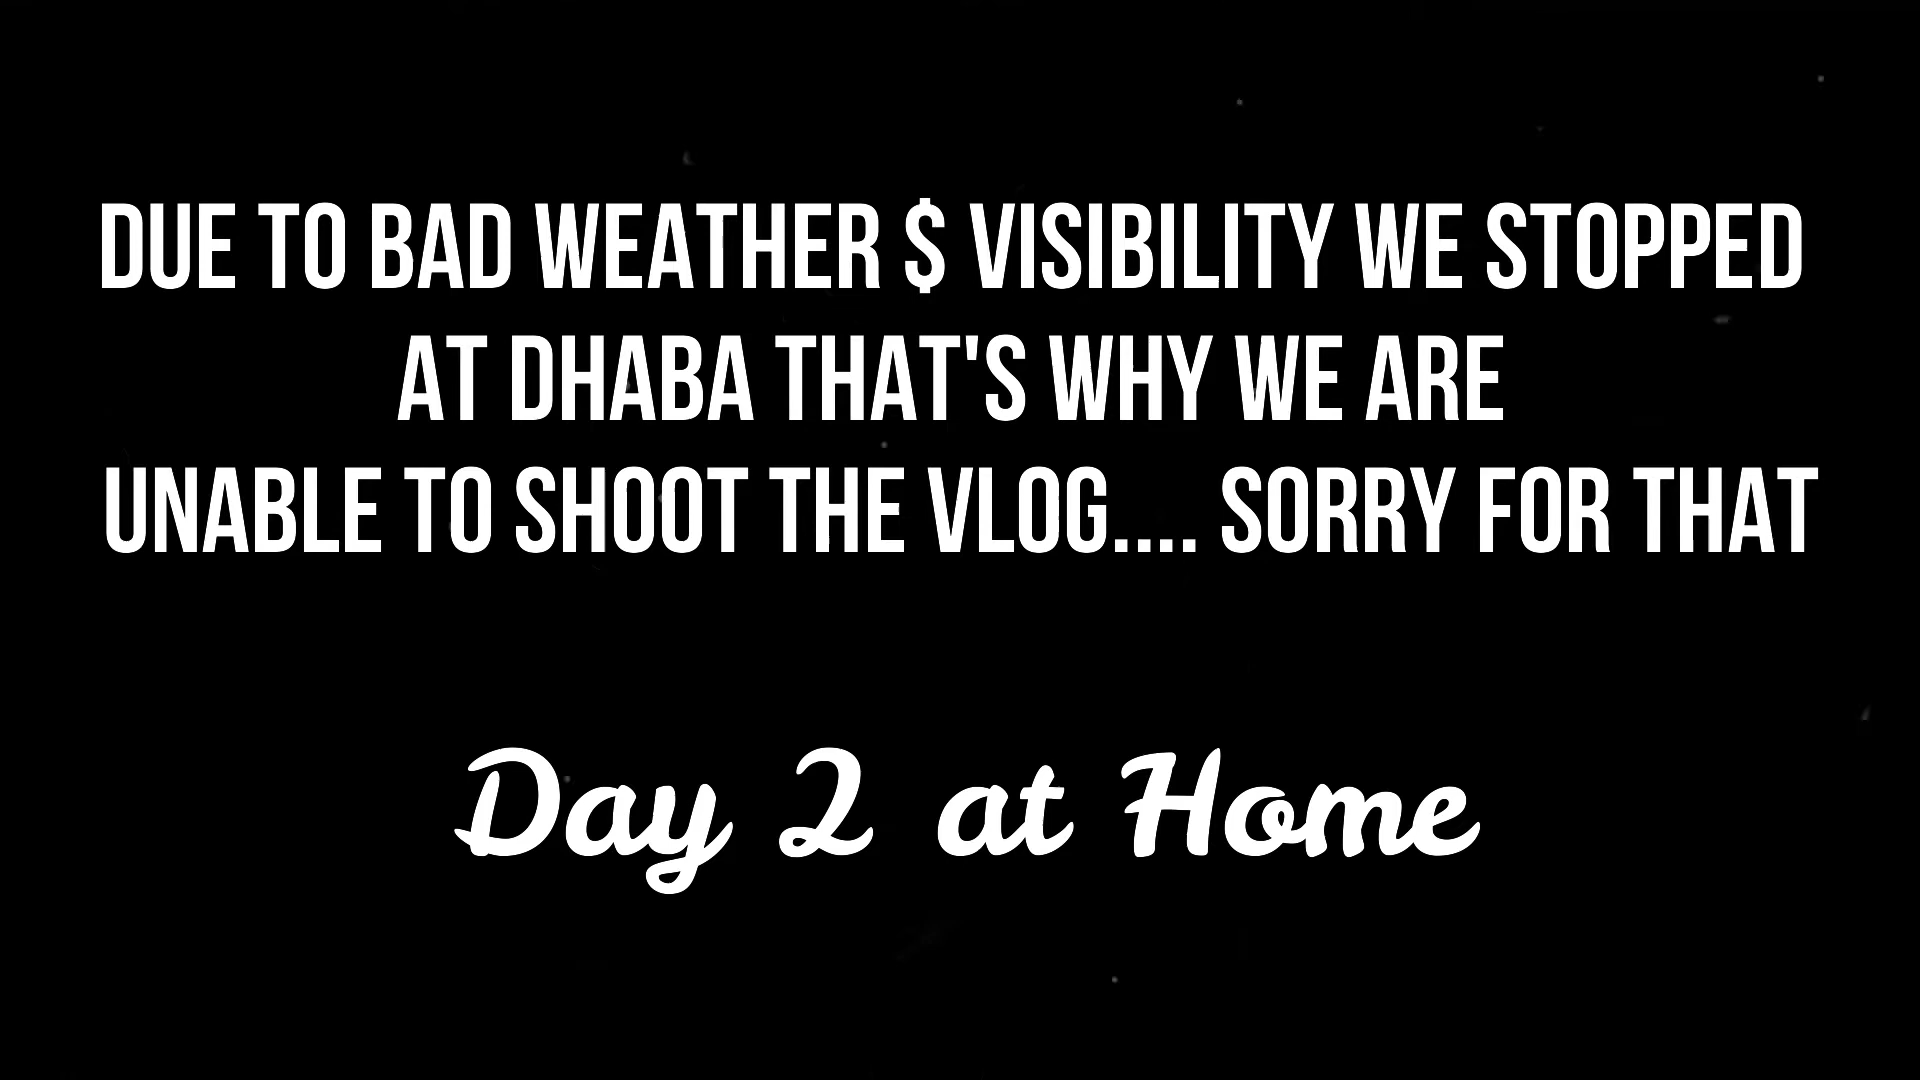 DUE TO BAD WEATHER $ VISIBILITY WE STOPPED
AT DHABA THAT'S WHY WE ARE
UNABLE TO SHOOT THE VLOG.... SORRY FOR THAT
Day 2 at Home